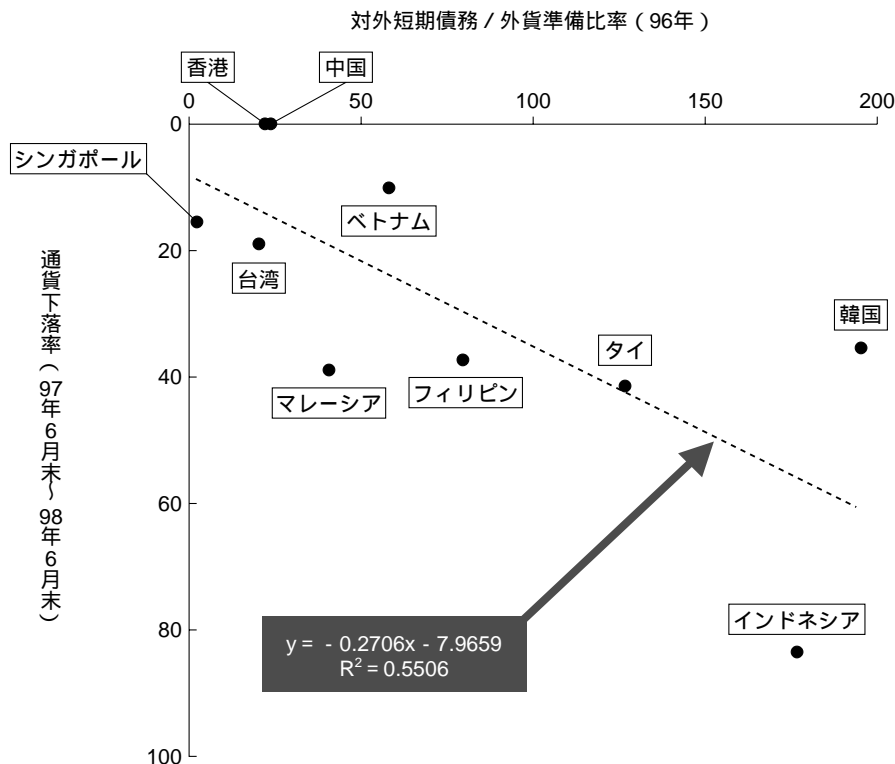 対外短期債務 / 外貨準備比率 ( 96年 )
香港
中国
0 50 100 150 200
0
シンガポール
ベトナム
20
台湾
韓国
タイ
マレーシア
フィリピン
40
60
インドネシア
80
100
通貨下落率(97年6月末〜98年6月末)
y = - 0.2706x - 7.9659
R² = 0.5506